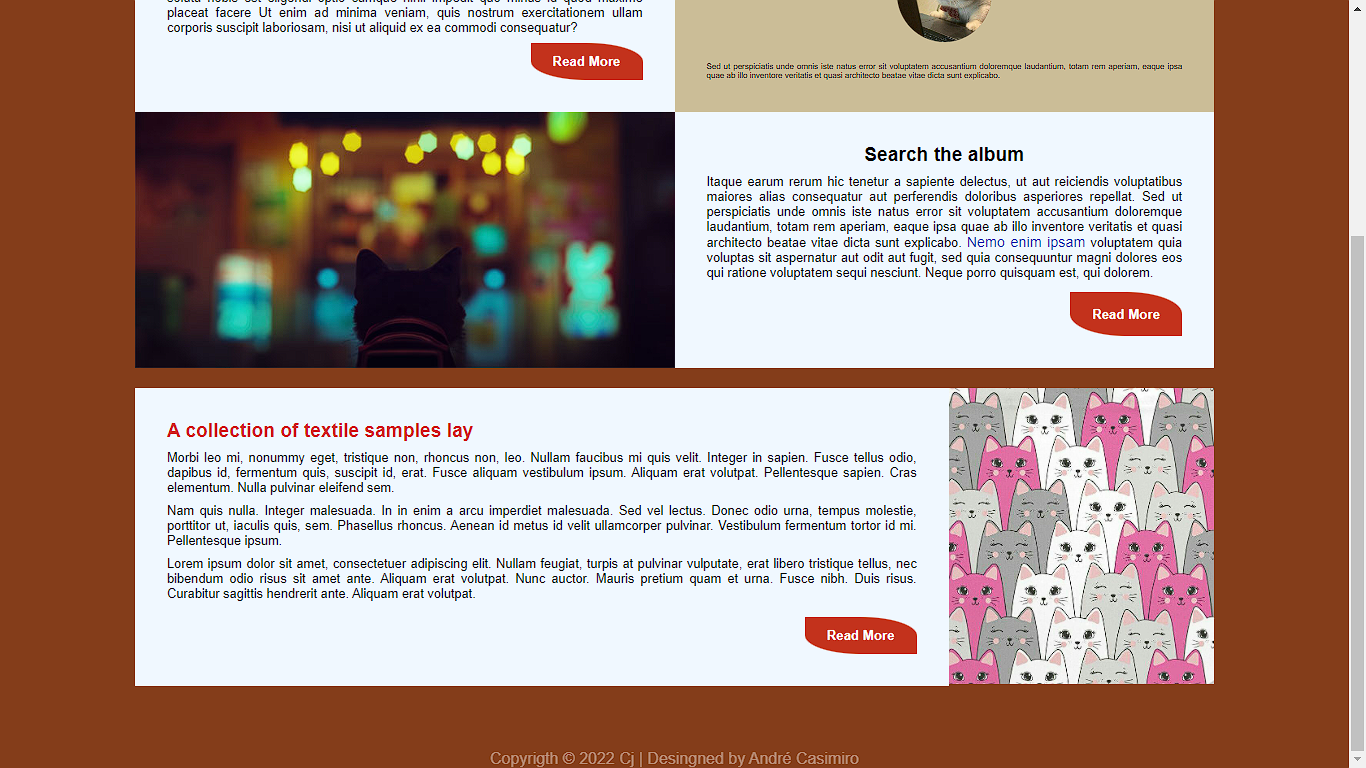 placeat facere Ut enim ad minima veniam, quis nostrum exercitationem ullam
corporis suscipit laboriosam, nisi ut aliquid ex ea commodi consequatur?
Read More
Sed ut perspiciatis unde omnis iste natus error sit voluptatem accusantium doloremque laudantium, totam rem aperiam, eaque ipsa
quae ab illo inventore veritatis et quasi architecto beatae vitae dicta sunt explicabo.
Search the album
Itaque earum rerum hic tenetur a sapiente delectus, ut aut reiciendis voluptatibus
maiores alias consequatur aut perferendis doloribus asperiores repellat. Sed ut
perspiciatis unde omnis iste natus error sit voluptatem accusantium doloremque
laudantium, totam rem aperiam, eaque ipsa quae ab illo inventore veritatis et quasi
architecto beatae vitae dicta sunt explicabo. Nemo enim ipsam voluptatem quia
voluptas sit aspernatur aut odit aut fugit, sed quia consequuntur magni dolores eos
qui ratione voluptatem sequi nesciunt. Neque porro quisquam est, qui dolorem.
Read More
A collection of textile samples lay
Morbi leo mi, nonummy eget, tristique non, rhoncus non, leo. Nullam faucibus mi quis velit. Integer in sapien. Fusce tellus odio,
dapibus id, fermentum quis, suscipit id, erat. Fusce aliquam vestibulum ipsum. Aliquam erat volutpat. Pellentesque sapien. Cras
elementum. Nulla pulvinar eleifend sem.
Nam quis nulla. Integer malesuada. In in enim a arcu imperdiet malesuada. Sed vel lectus. Donec odio urna, tempus molestie,
porttitor ut, iaculis quis, sem. Phasellus rhoncus. Aenean id metus id velit ullamcorper pulvinar. Vestibulum fermentum tortor id mi.
Pellentesque ipsum.
Lorem ipsum dolor sit amet, consectetuer adipiscing elit. Nullam feugiat, turpis at pulvinar vulputate, erat libero tristique tellus, nec
bibendum odio risus sit amet ante. Aliquam erat volutpat. Nunc auctor. Mauris pretium quam et urna. Fusce nibh. Duis risus.
Curabitur sagittis hendrerit ante. Aliquam erat volutpat.
Read More
Copyrigth © 2022 Cj | Desingned by André Casimiro